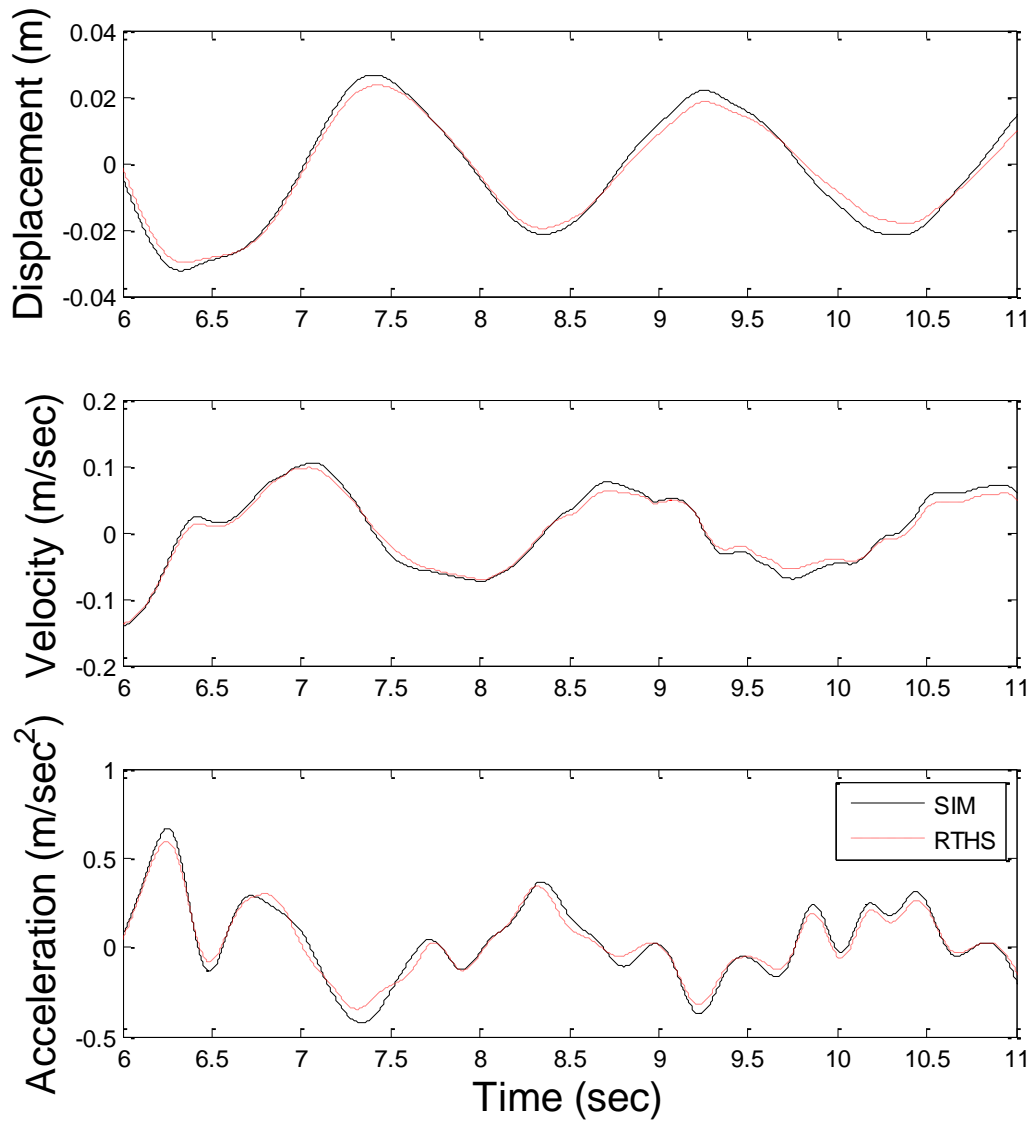 Displacement (m)
0.04
0.02
0
-0.02
-0.04
6 6.5 7 7.5 8 8.5 9 9.5 10 10.5 11
Velocity (m/sec)
0.2
0.1
0
-0.1
-0.2
6 6.5 7 7.5 8 8.5 9 9.5 10 10.5 11
Acceleration (m/sec²)
1
0.5
0
-0.5
SIM
RTHS
6 6.5 7 7.5 8 8.5 9 9.5 10 10.5 11
Time (sec)